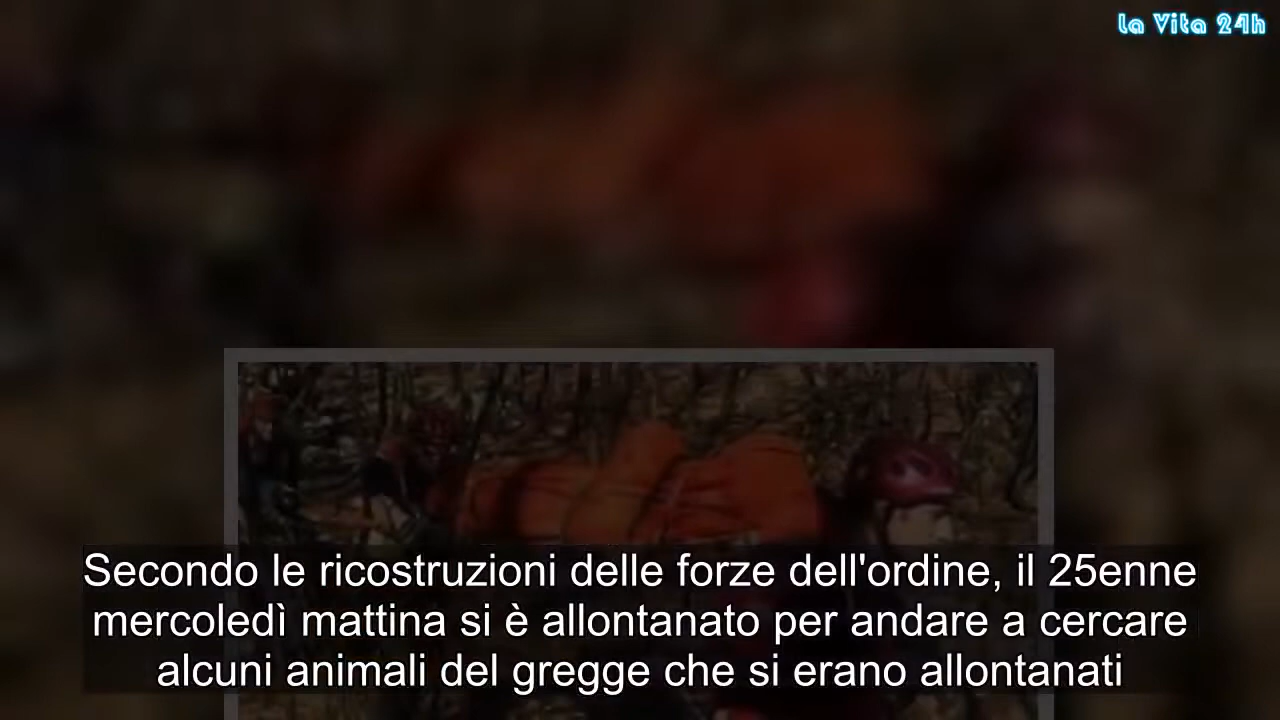 La Vita 24h
Secondo le ricostruzioni delle forze dell'ordine, il 25enne
mercoledì mattina si è allontanato per andare a cercare
alcuni animali del gregge che si erano allontanati